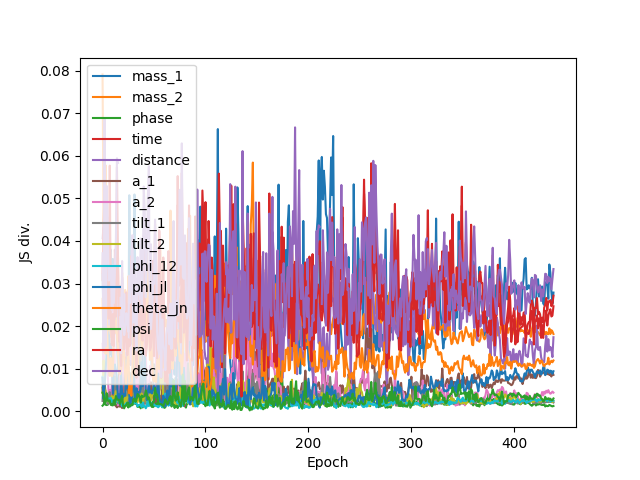 0.08
0.07
0.06
0.05
0.04
0.03
0.02
0.01
0.00
JS div.
mass_1
mass_2
phase
time
distance
a_1
a_2
tilt_1
tilt_2
phi_12
phi_jl
theta_jn
psi
ra
dec
0
100
200
300
400
Epoch